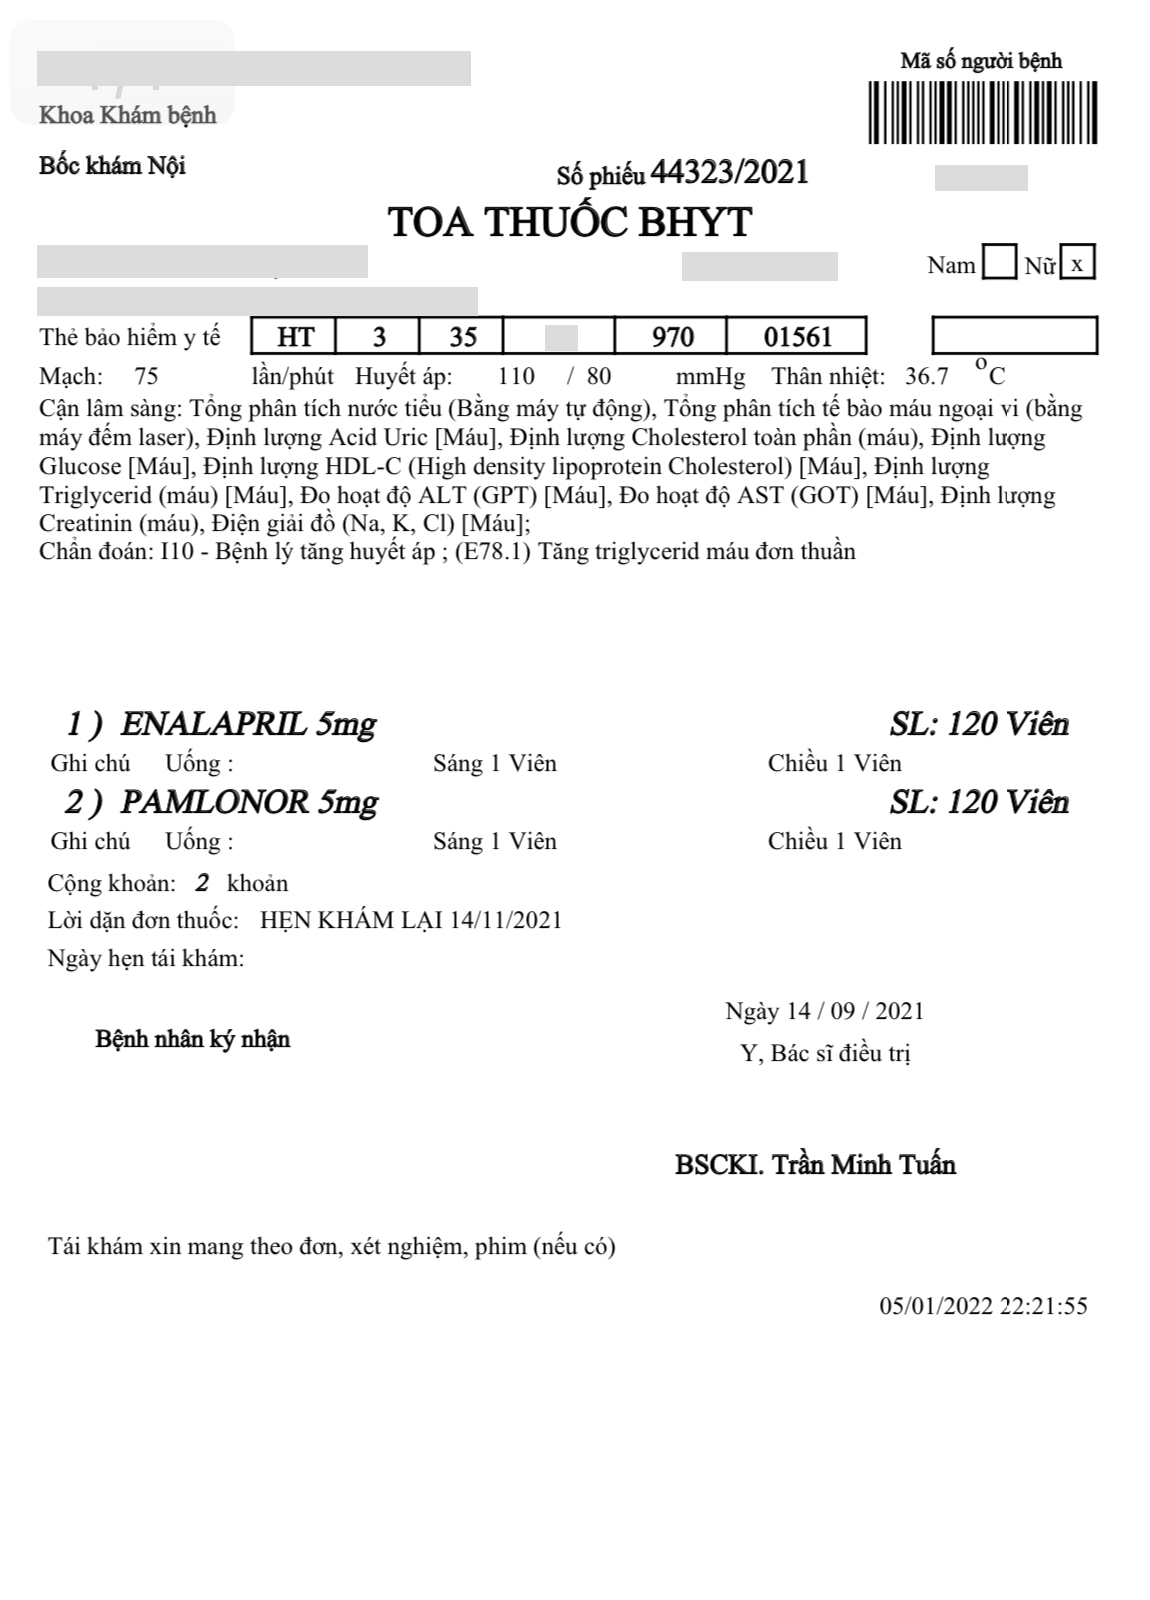 Mã số người bệnh
Khoa Khám bệnh
Bốc khám Nội
Số phiếu 44323/2021
TOA THUỐC BHYT
Nam Nữ x
Thẻ bảo hiểm y tế HT 3 35 970 01561
Mạch: 75 lần/phút Huyết áp: 110 / 80 mmHg Thân nhiệt: 36.7 °C
Cận lâm sàng: Tổng phân tích nước tiểu (Bằng máy tự động), Tổng phân tích tế bào máu ngoại vi (bằng
máy đếm laser), Định lượng Acid Uric [Máu], Định lượng Cholesterol toàn phần (máu), Định lượng
Glucose [Máu], Định lượng HDL-C (High density lipoprotein Cholesterol) [Máu], Định lượng
Triglycerid (máu) [Máu], Đo hoạt độ ALT (GPT) [Máu], Đo hoạt độ AST (GOT) [Máu], Định lượng
Creatinin (máu), Điện giải đồ (Na, K, Cl) [Máu];
Chẩn đoán: I10 - Bệnh lý tăng huyết áp ; (E78.1) Tăng triglycerid máu đơn thuần
1 ) ENALAPRIL 5mg SL: 120 Viên
Ghi chú Uống : Sáng 1 Viên Chiều 1 Viên
2 ) PAMLONOR 5mg SL: 120 Viên
Ghi chú Uống : Sáng 1 Viên Chiều 1 Viên
Cộng khoản: 2 khoản
Lời dặn đơn thuốc: HẸN KHÁM LẠI 14/11/2021
Ngày hẹn tái khám:
Ngày 14 / 09 / 2021
Bệnh nhân ký nhận
Y, Bác sĩ điều trị
BSCKI. Trần Minh Tuấn
Tái khám xin mang theo đơn, xét nghiệm, phim (nếu có)
05/01/2022 22:21:55